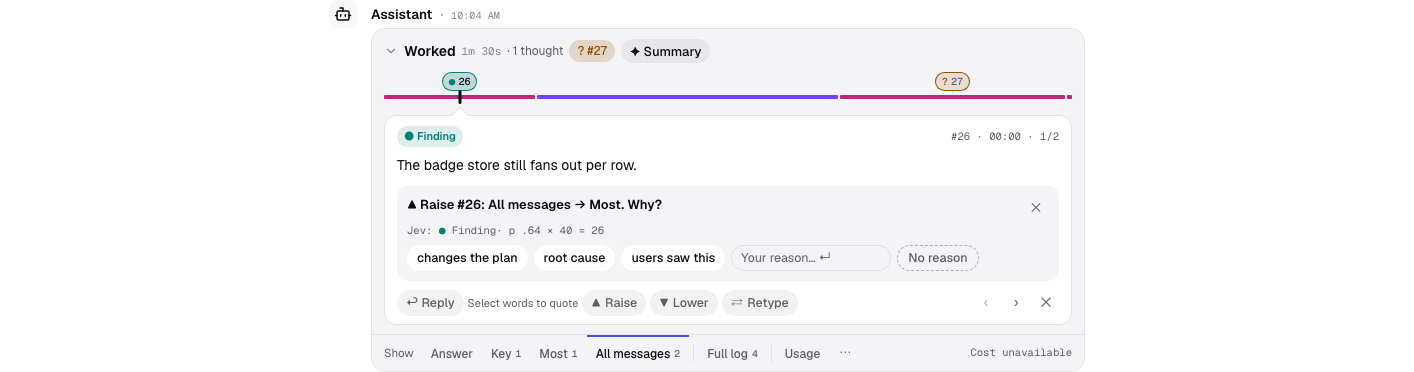 Assistant · 10:04 AM
Worked 1m 30s · 1 thought ? #27 ✦ Summary
● 26 ? 27
● Finding #26 · 00:00 · 1/2
The badge store still fans out per row.
▲ Raise #26: All messages → Most. Why? ×
Jev: ● Finding· p .64 × 40 = 26
changes the plan root cause users saw this Your reason… ↵ No reason
↩ Reply Select words to quote ▲ Raise ▼ Lower ⇄ Retype ‹ › ×
Show Answer Key 1 Most 1 All messages 2 Full log 4 Usage ··· Cost unavailable